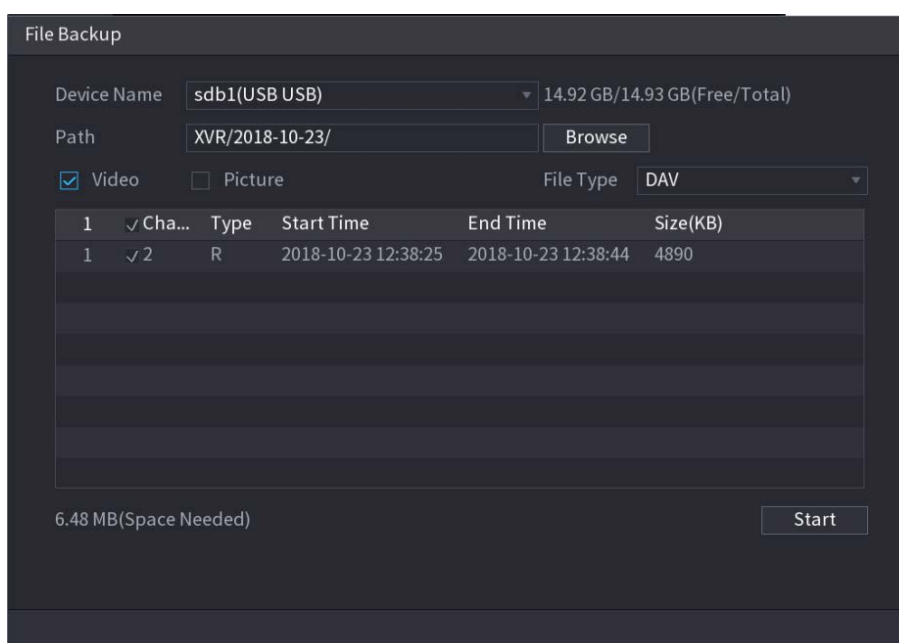 File Backup
Device Name sdb1(USB USB) 14.92 GB/14.93 GB(Free/Total)
Path XVR/2018-10-23/ Browse
Video Picture File Type DAV
1 Cha... Type Start Time End Time Size(KB)
1 2 R 2018-10-23 12:38:25 2018-10-23 12:38:44 4890
6.48 MB(Space Needed) Start